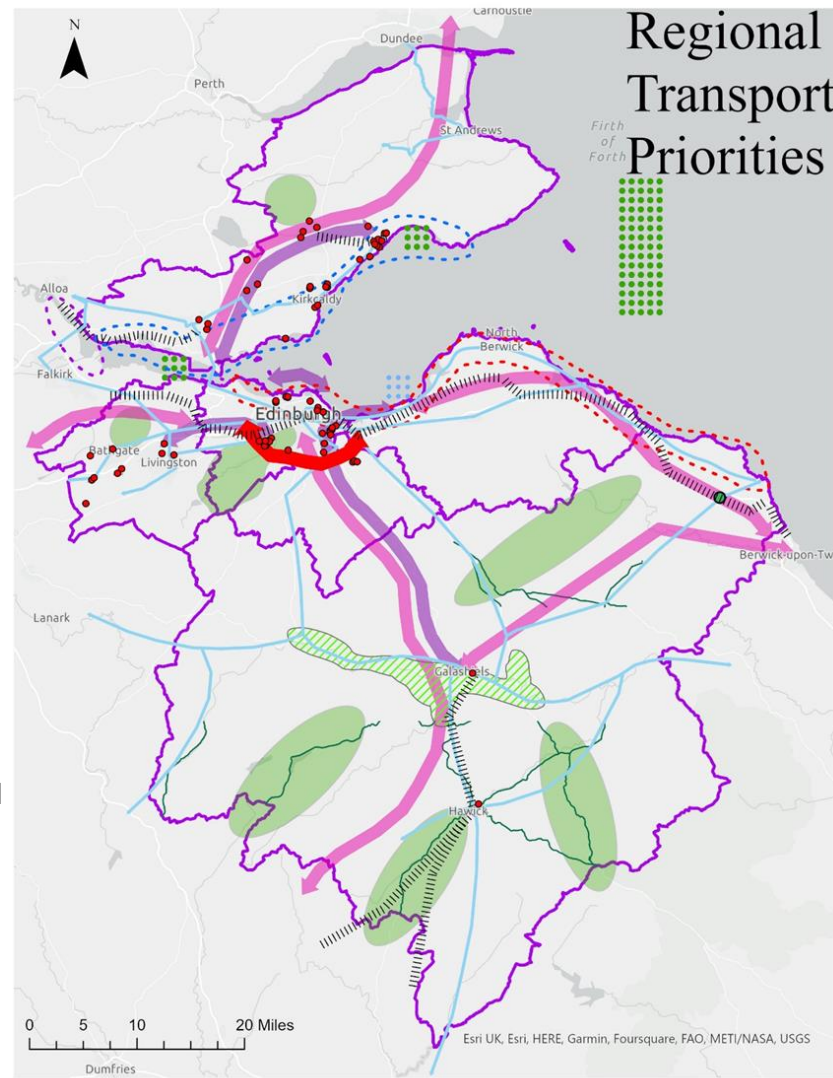 Regional
Transport
Priorities
N
Carnoustie
Dundee
Perth
St Andrews
Firth
of
Forth
Alloa
Kirkcaldy
Falkirk
North
Berwick
Edinburgh
Bathgate
Livingston
Berwick-upon-Tw
Lanark
Galashiels
Hawick
0 5 10 20 Miles
Esri UK, Esri, HERE, Garmin, Foursquare, FAO, METI/NASA, USGS
Dumfries